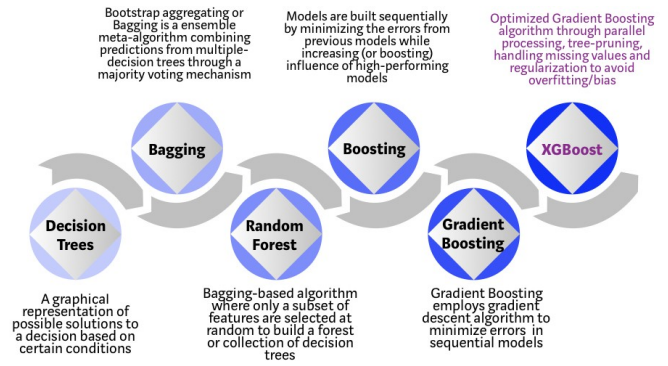 Bootstrap aggregating or
Bagging is a ensemble
meta-algorithm combining
predictions from multiple-
decision trees through a
majority voting mechanism
Models are built sequentially
by minimizing the errors from
previous models while
increasing (or boosting)
influence of high-performing
models
Optimized Gradient Boosting
algorithm through parallel
processing, tree-pruning,
handling missing values and
regularization to avoid
overfitting/bias
Bagging
Boosting
XGBoost
Decision
Trees
Random
Forest
Gradient
Boosting
A graphical
representation of
possible solutions to
a decision based on
certain conditions
Bagging-based algorithm
where only a subset of
features are selected at
random to build a forest
or collection of decision
trees
Gradient Boosting
employs gradient
descent algorithm to
minimize errors in
sequential models